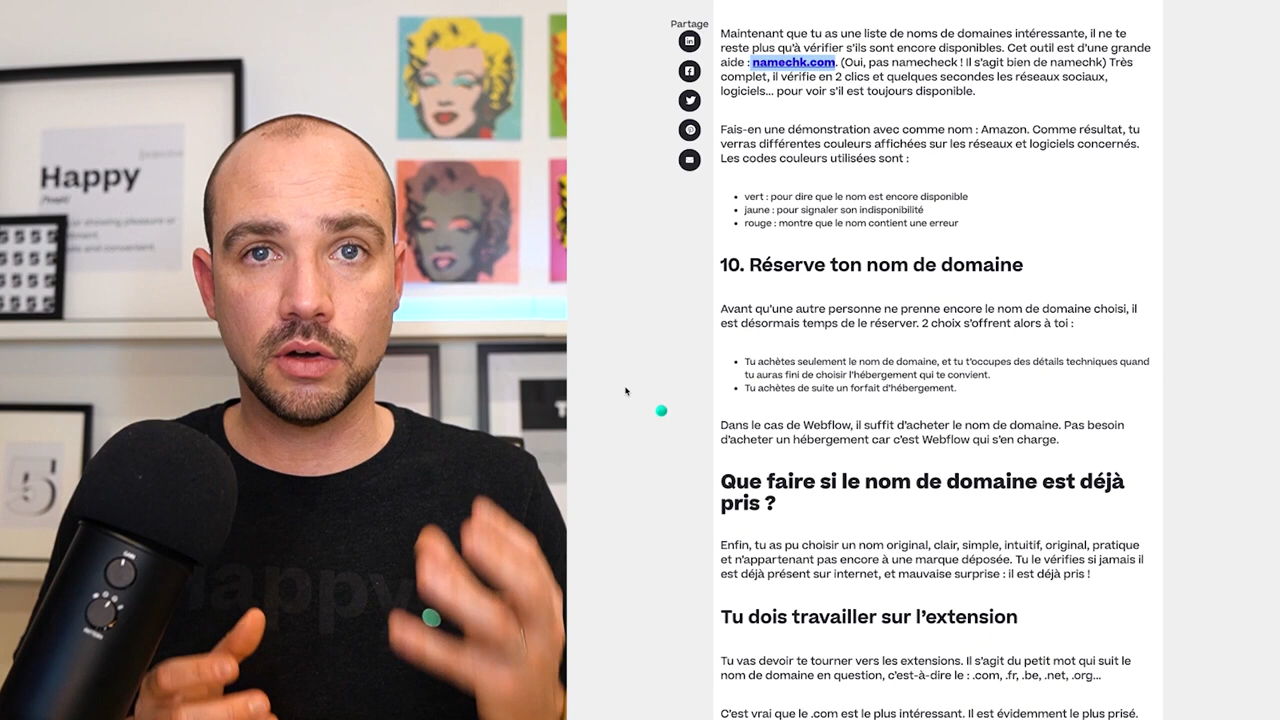 Happy
[hæpi]
or showing pleasure or
and convenient.
happy
GAIN
PATTERN
5
Partage
Maintenant que tu as une liste de noms de domaines intéressante, il ne te
reste plus qu'à vérifier s'ils sont encore disponibles. Cet outil est d'une grande
aide : namechk.com. (Oui, pas namecheck ! Il s'agit bien de namechk) Très
complet, il vérifie en 2 clics et quelques secondes les réseaux sociaux,
logiciels... pour voir s'il est toujours disponible.
Fais-en une démonstration avec comme nom : Amazon. Comme résultat, tu
verras différentes couleurs affichées sur les réseaux et logiciels concernés.
Les codes couleurs utilisées sont :
vert : pour dire que le nom est encore disponible
jaune : pour signaler son indisponibilité
rouge : montre que le nom contient une erreur
10. Réserve ton nom de domaine
Avant qu'une autre personne ne prenne encore le nom de domaine choisi, il
est désormais temps de le réserver. 2 choix s'offrent alors à toi :
Tu achètes seulement le nom de domaine, et tu t'occupes des détails techniques quand
tu auras fini de choisir l'hébergement qui te convient.
Tu achètes de suite un forfait d'hébergement.
Dans le cas de Webflow, il suffit d'acheter le nom de domaine. Pas besoin
d'acheter un hébergement car c'est Webflow qui s'en charge.
Que faire si le nom de domaine est déjà
pris ?
Enfin, tu as pu choisir un nom original, clair, simple, intuitif, original, pratique
et n'appartenant pas encore à une marque déposée. Tu le vérifies si jamais il
est déjà présent sur internet, et mauvaise surprise : il est déjà pris !
Tu dois travailler sur l'extension
Tu vas devoir te tourner vers les extensions. Il s'agit du petit mot qui suit le
nom de domaine en question, c'est-à-dire le : .com, .fr, .be, .net, .org...
C'est vrai que le .com est le plus intéressant. Il est évidemment le plus prisé.